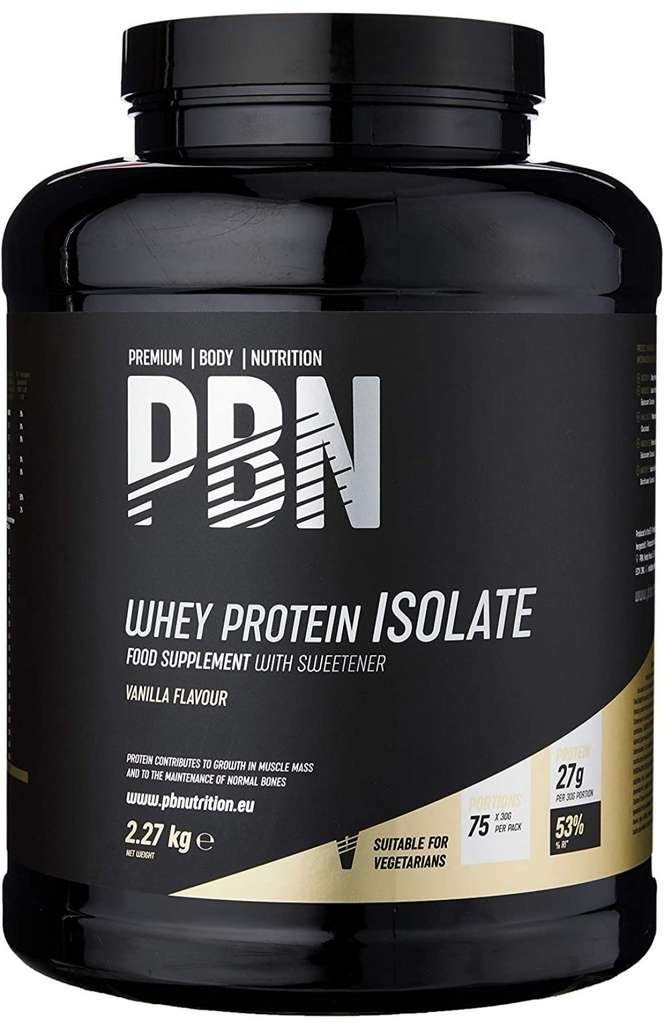 PREMIUM | BODY | NUTRITION
PBN
WHEY PROTEIN ISOLATE
FOOD SUPPLEMENT WITH SWEETENER
VANILLA FLAVOUR
PROTEIN CONTRIBUTES TO GROWTH IN MUSCLE MASS
AND TO THE MAINTENANCE OF NORMAL BONES
www.pbnutrition.eu
2.27 kg ℮
NET WEIGHT
SUITABLE FOR
VEGETARIANS
PORTIONS
75 X 30G
PER PACK
PROTEIN
27g
PER 30G PORTION
53%
% RI*